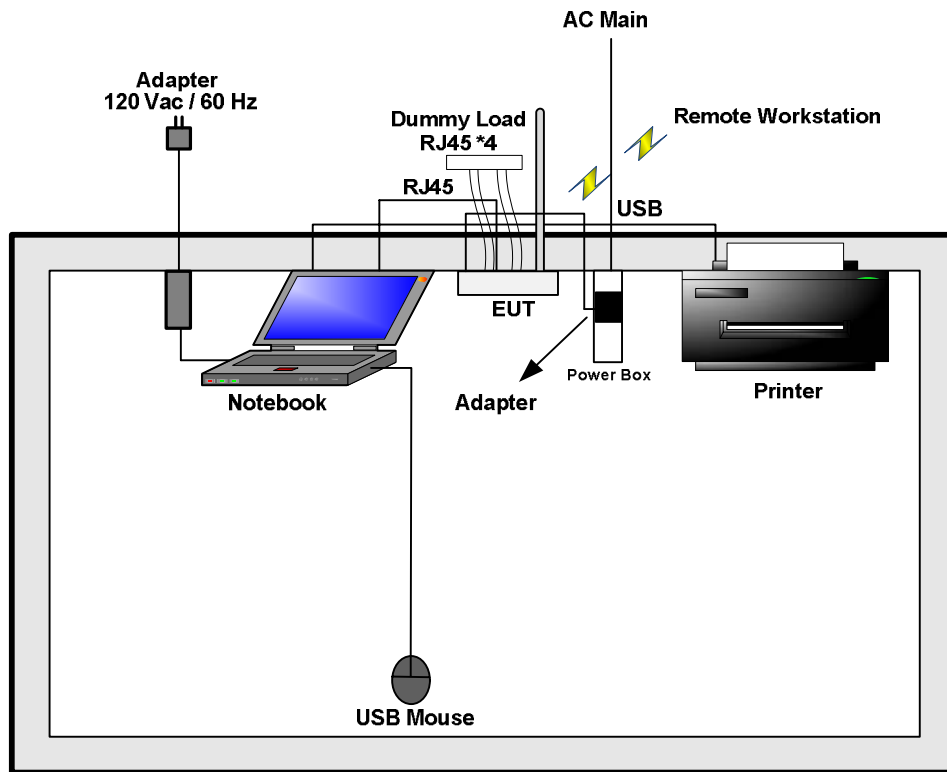 AC Main
Adapter
120 Vac / 60 Hz
Dummy Load
RJ45 *4
Remote Workstation
RJ45
USB
EUT
Power Box
Notebook
Adapter
Printer
USB Mouse